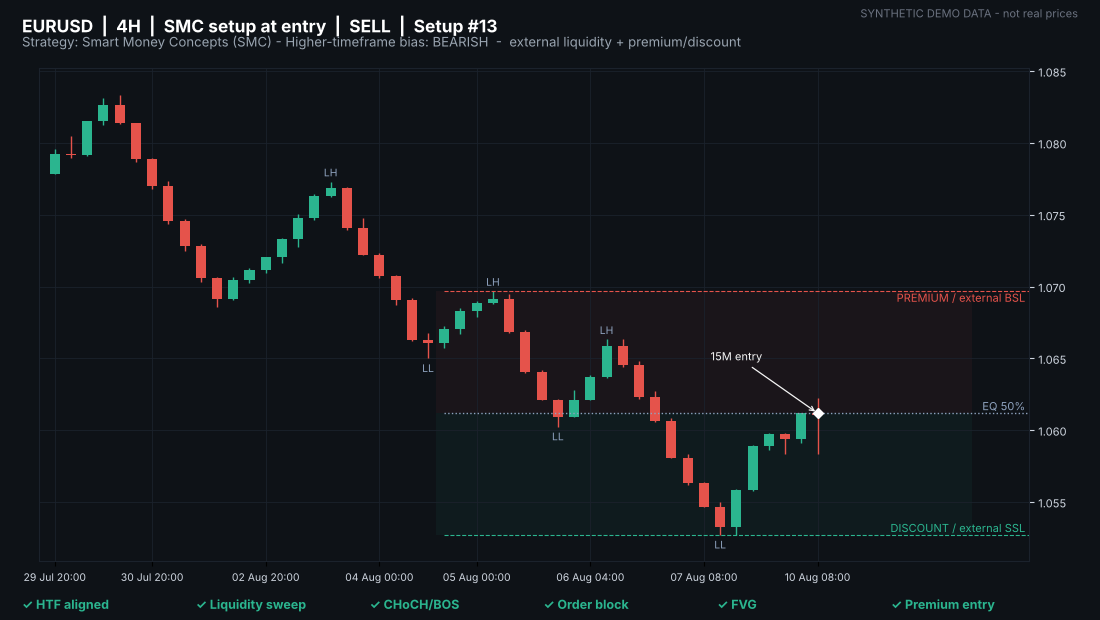 SYNTHETIC DEMO DATA - not real prices
EURUSD | 4H | SMC setup at entry | SELL | Setup #13
Strategy: Smart Money Concepts (SMC) - Higher-timeframe bias: BEARISH - external liquidity + premium/discount
1.085
1.080
LH
1.075
1.070
LH
PREMIUM / external BSL
LH
15M entry
1.065
LL
EQ 50%
1.060
LL
1.055
DISCOUNT / external SSL
LL
29 Jul 20:00 30 Jul 20:00 02 Aug 20:00 04 Aug 00:00 05 Aug 00:00 06 Aug 04:00 07 Aug 08:00 10 Aug 08:00
✓ HTF aligned ✓ Liquidity sweep ✓ CHoCH/BOS ✓ Order block ✓ FVG ✓ Premium entry